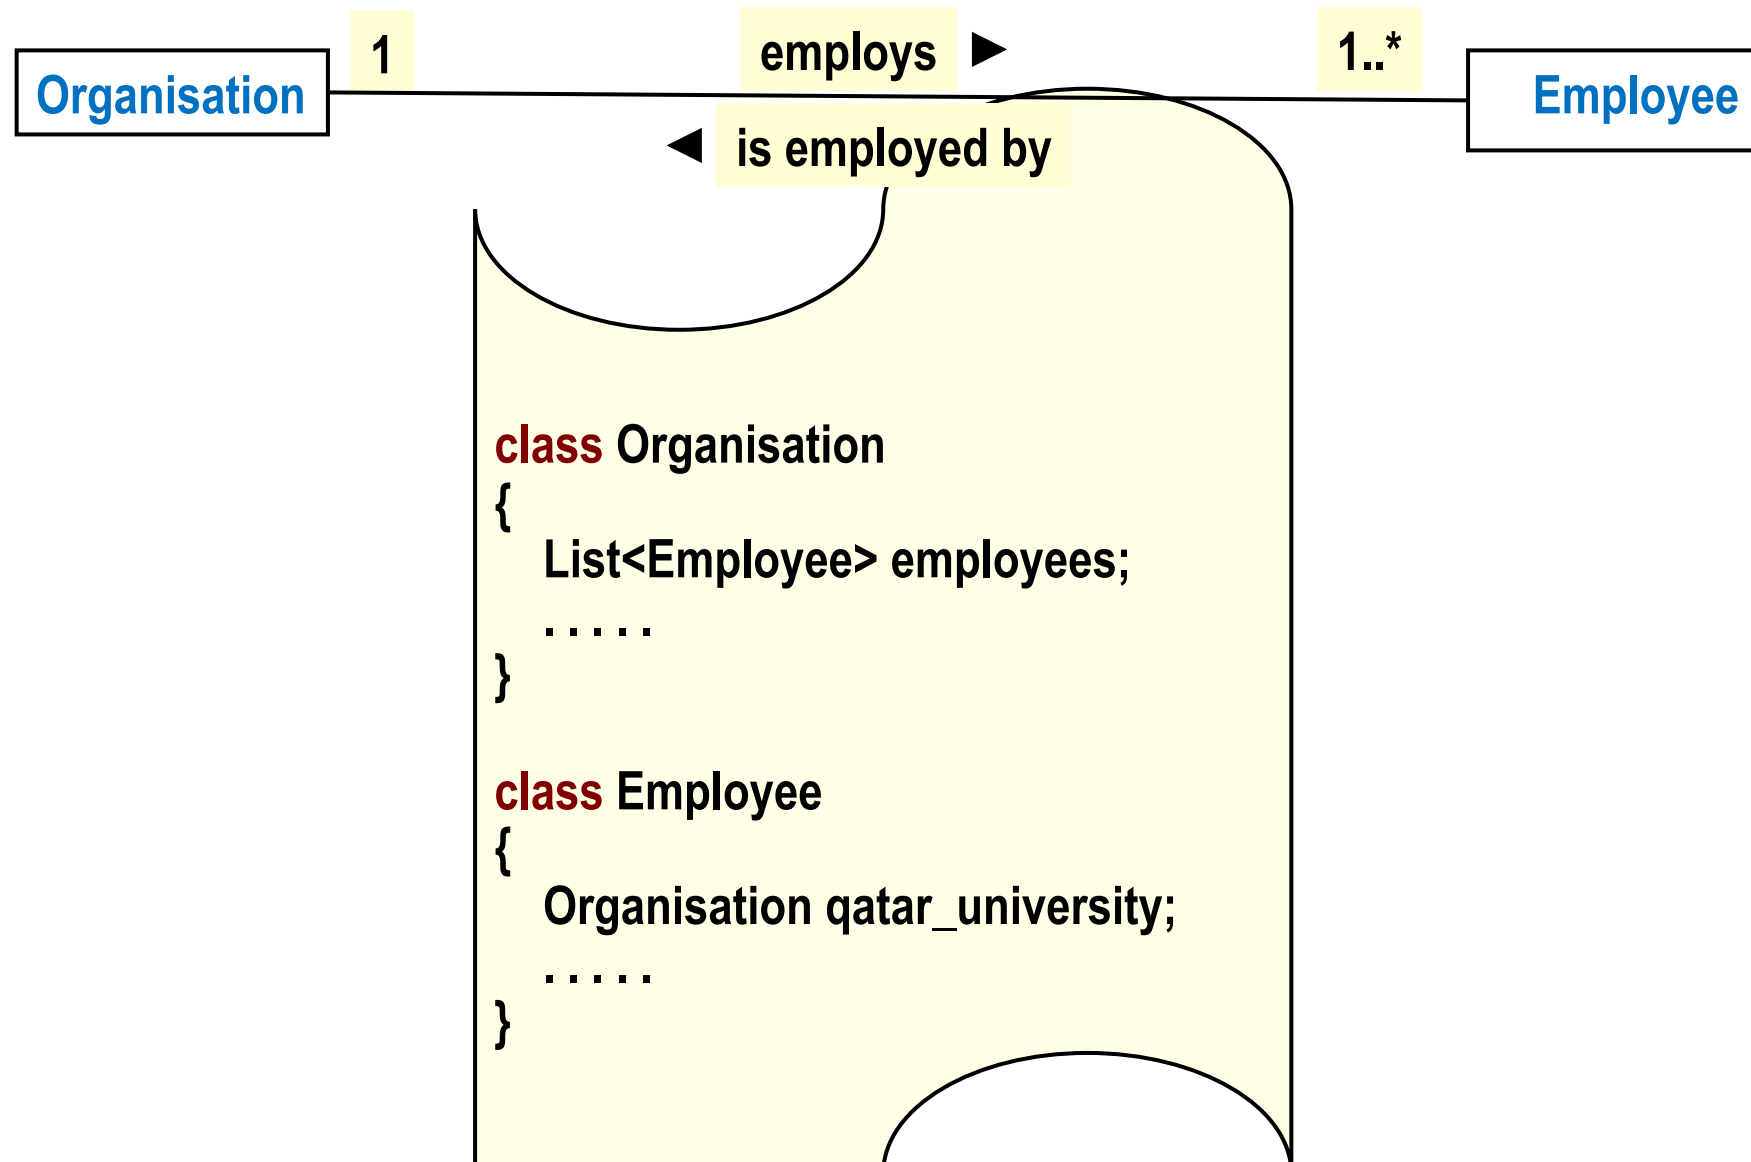 1
employs ►
1..*
Organisation
Employee
◄ is employed by
class Organisation
{
List<Employee> employees;
. . . . .
}
class Employee
{
Organisation qatar_university;
. . . . .
}